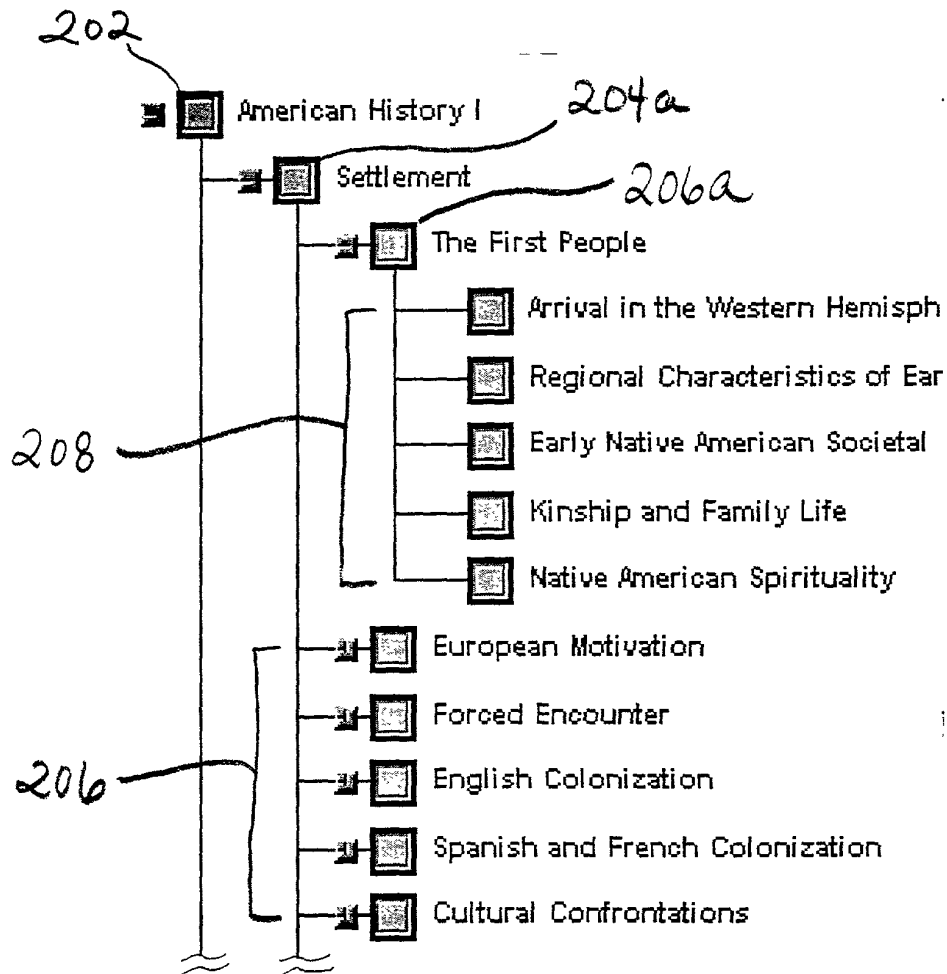 202
American History I
204a
Settlement
206a
The First People
Arrival in the Western Hemisph
Regional Characteristics of Ear
208
Early Native American Societal
Kinship and Family Life
Native American Spirituality
European Motivation
Forced Encounter
206
English Colonization
Spanish and French Colonization
Cultural Confrontations